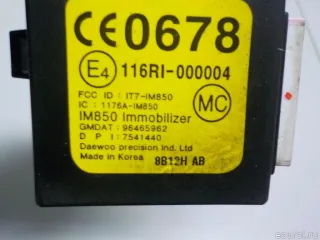 CE0678
E4 116RI-000004
FCC ID : IT7-IM850
IC : 1176A-IM850
MC
IM850 Immobilizer
GMDAT : 96465962
D P I : 7541440
Daewoo precision Ind. Ltd
Made in Korea 8B12H AB